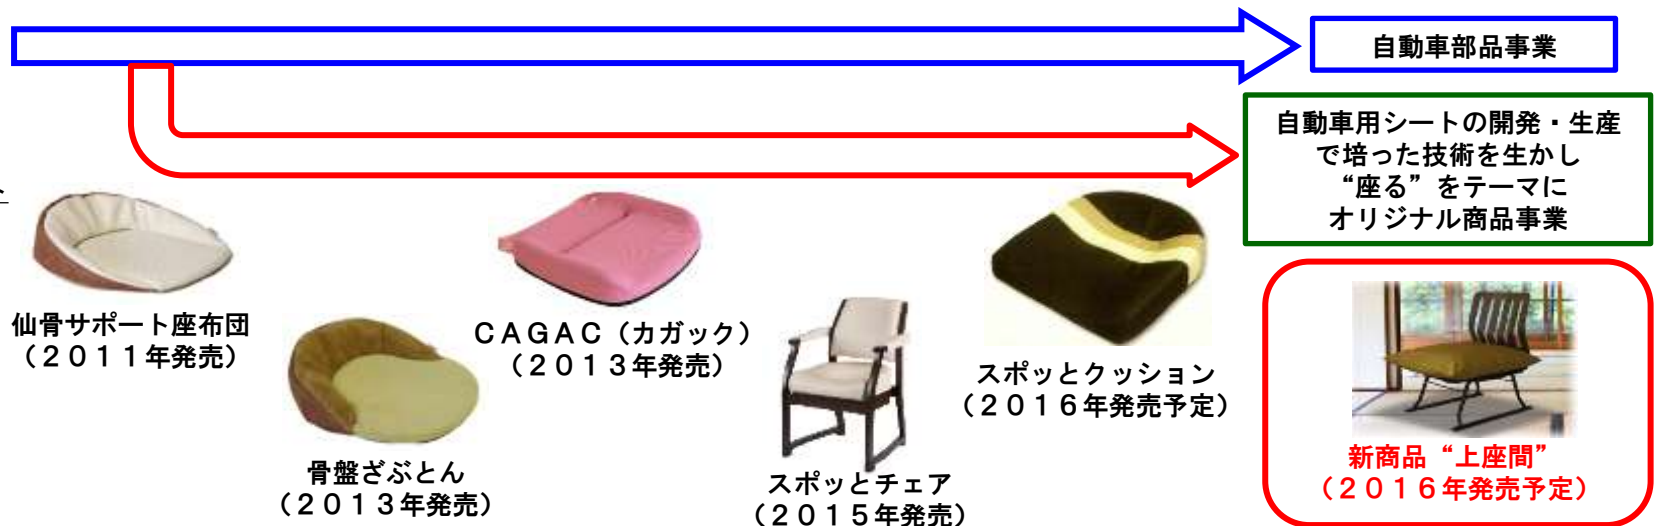 自動車部品事業
自動車用シートの開発・生産
で培った技術を生かし
“座る”をテーマに
オリジナル商品事業
仙骨サポート座布団
（２０１１年発売）
骨盤ざぶとん
（２０１３年発売）
ＣＡＧＡＣ（カガック）
（２０１３年発売）
スポッとチェア
（２０１５年発売）
スポッとクッション
（２０１６年発売予定）
新商品“上座間”
（２０１６年発売予定）